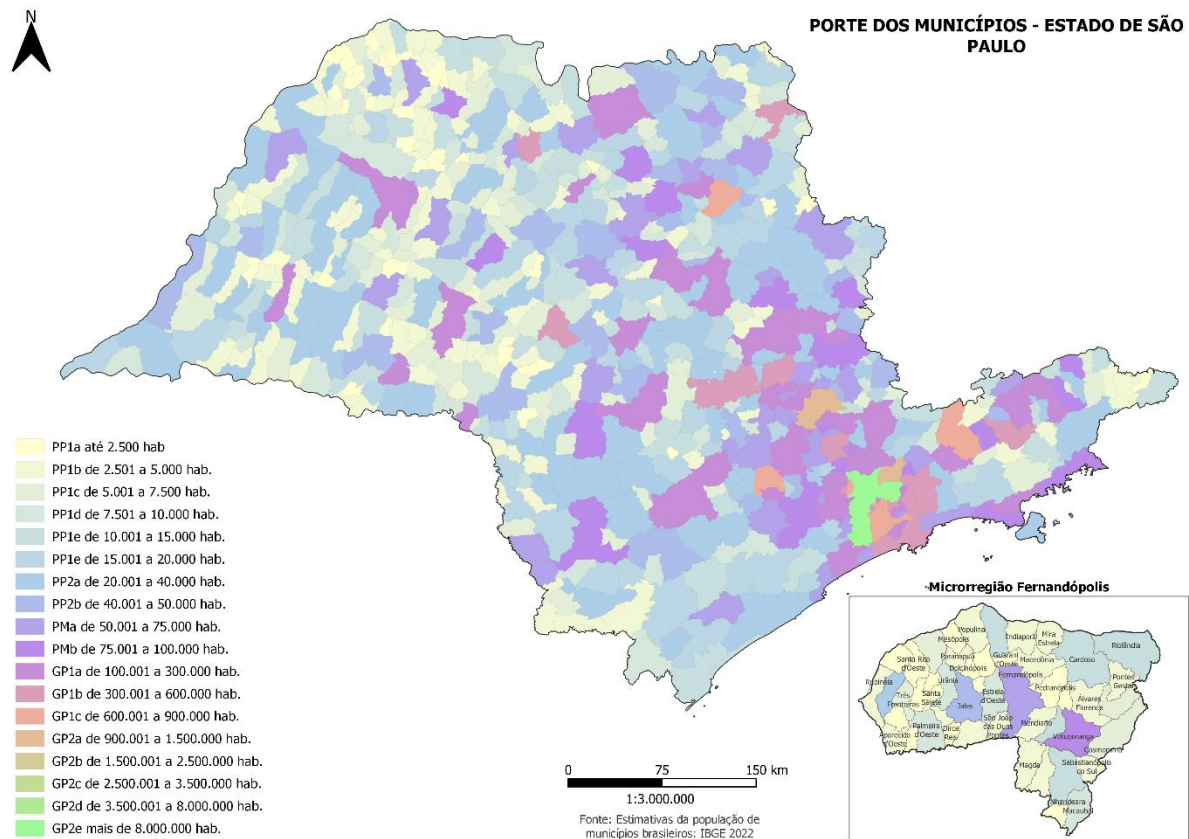 N
PORTE DOS MUNICÍPIOS - ESTADO DE SÃO
PAULO
PP1a até 2.500 hab
PP1b de 2.501 a 5.000 hab.
PP1c de 5.001 a 7.500 hab.
PP1d de 7.501 a 10.000 hab.
PP1e de 10.001 a 15.000 hab.
PP1e de 15.001 a 20.000 hab.
PP2a de 20.001 a 40.000 hab.
PP2b de 40.001 a 50.000 hab.
PMa de 50.001 a 75.000 hab.
PMb de 75.001 a 100.000 hab.
GP1a de 100.001 a 300.000 hab.
GP1b de 300.001 a 600.000 hab.
GP1c de 600.001 a 900.000 hab.
GP2a de 900.001 a 1.500.000 hab.
GP2b de 1.500.001 a 2.500.000 hab.
GP2c de 2.500.001 a 3.500.000 hab.
GP2d de 3.500.001 a 8.000.000 hab.
GP2e mais de 8.000.000 hab.
0 75 150 km
1:3.000.000
Fonte: Estimativas da população de
municípios brasileiros: IBGE 2022
Microrregião Fernandópolis
Populina
Mesópolis
Indiaporã
Mira
Estrela
Riolândia
Santa Rita
d'Oeste
Paranapuã
Guarani
d'Oeste
Macedônia
Cardoso
Dolcinópolis
Fernandópolis
Pontes
Gestal
Rubinéia
Urânia
Três
Fronteiras
Santa
Salete
Jales
Estrela
d'Oeste
Pedranópolis
Álvares
Florence
Aparecida
d'Oeste
Palmeira
d'Oeste
Dirce
Reis
São João
das Duas
Pontes
Meridiano
Votuporanga
Cosmorama
Magda
Sebastianópolis
do Sul
Nhandeara
Macaubal